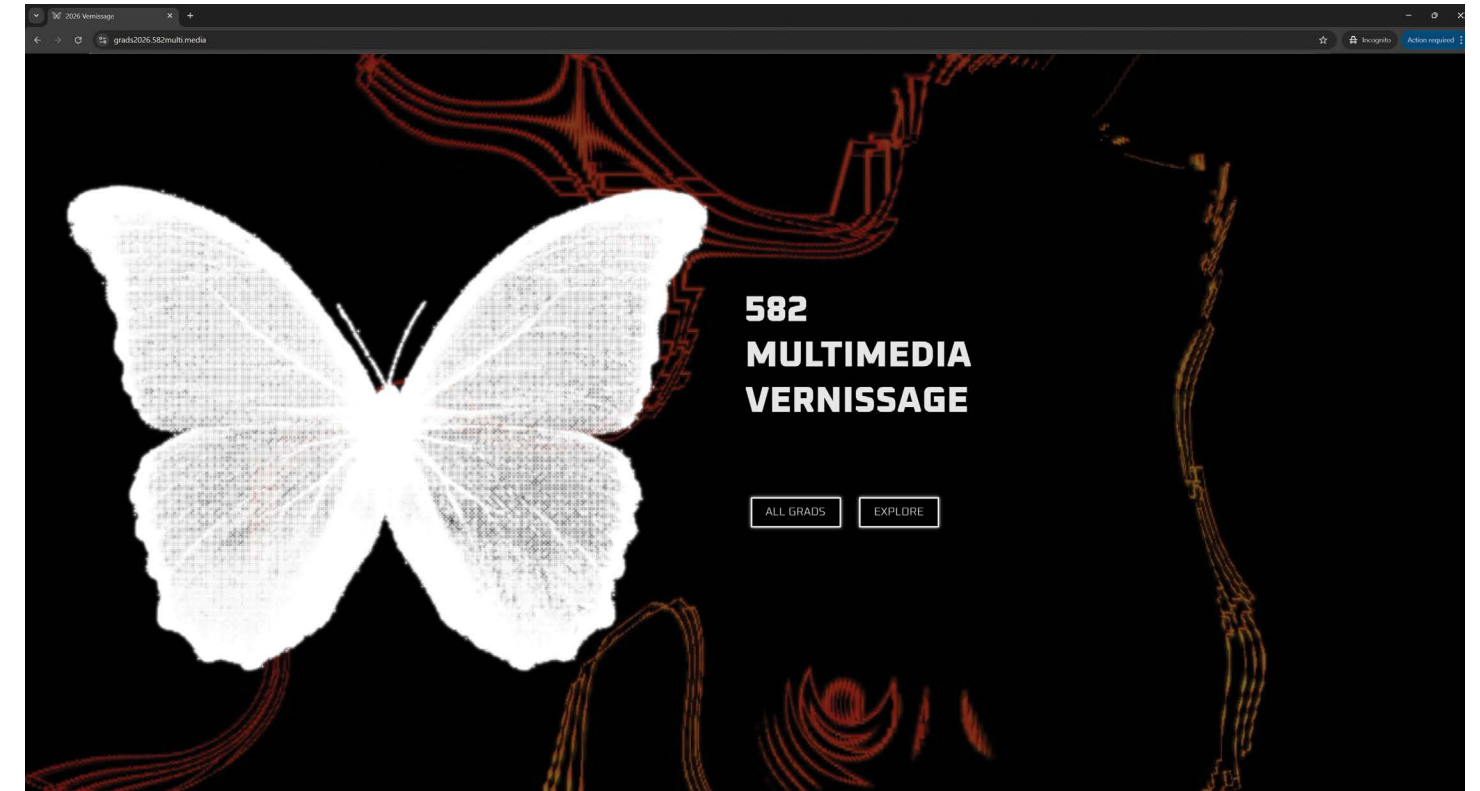 2026 Vernissage
grads2026.582multi.media
Incognito
Action required
582
MULTIMEDIA
VERNISSAGE
ALL GRADS
EXPLORE